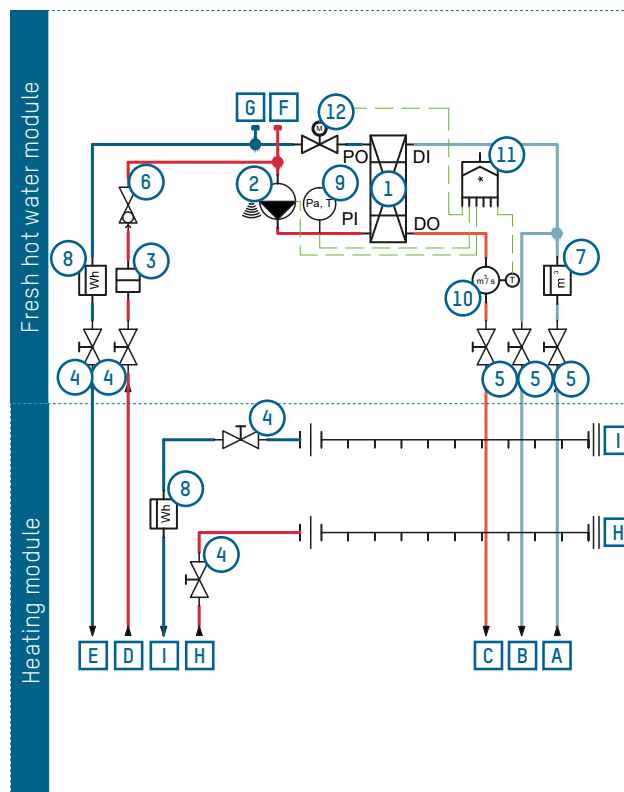 Fresh hot water module
Heating module
G
F
12
M
PO
DI
11
*
6
2
9
Pa, T
1
PI
DO
8
Wh
3
7
m³
m³/s
T
10
4
4
5
5
5
4
I
8
Wh
H
4
E
D
I
H
C
B
A